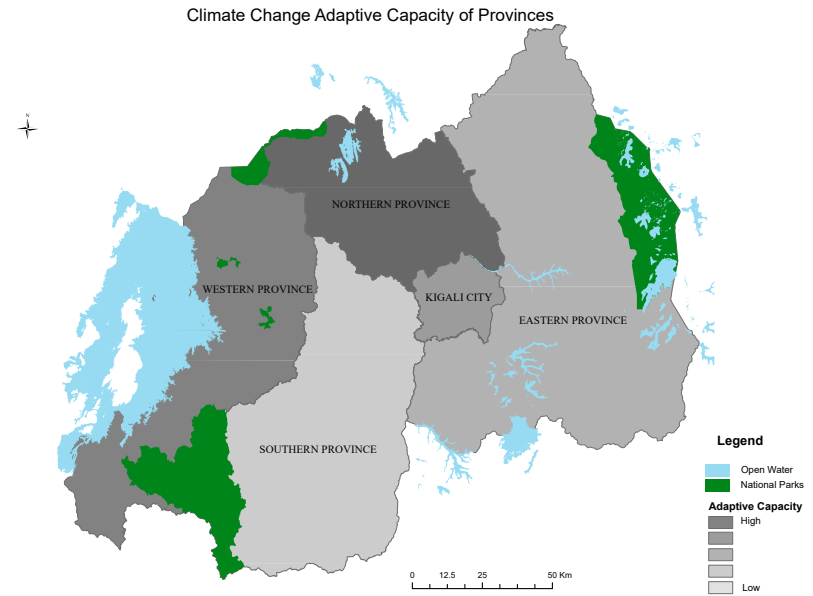 Climate Change Adaptive Capacity of Provinces
N
NORTHERN PROVINCE
WESTERN PROVINCE
KIGALI CITY
EASTERN PROVINCE
SOUTHERN PROVINCE
Legend
Open Water
National Parks
Adaptive Capacity
High
Low
0 12.5 25 50 Km